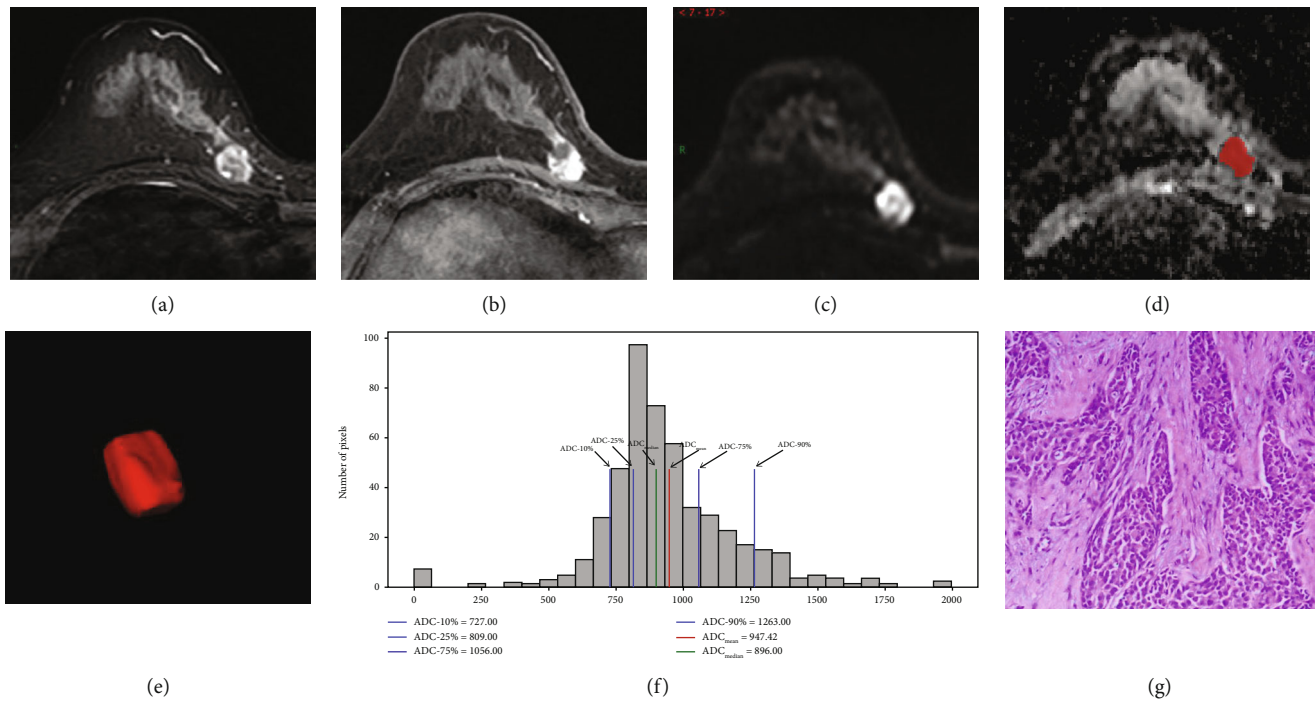 < 7 - 17 >
R
(a)
(b)
(c)
(d)
100
80
60
40
20
0
Number of pixels
ADC-10%
ADC-25%
ADCmedian
ADCmean
ADC-75%
ADC-90%
0
250
500
750
1000
1250
1500
1750
2000
ADC-10% = 727.00
ADC-25% = 809.00
ADC-75% = 1056.00
ADC-90% = 1263.00
ADCmean = 947.42
ADCmedian = 896.00
(e)
(f)
(g)